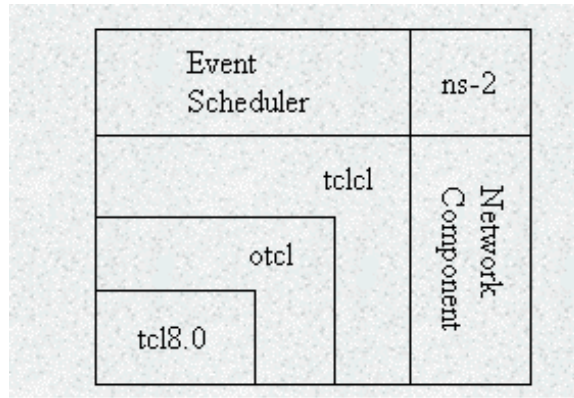 Event
Scheduler
ns-2
tclcl
Network
Component
otcl
tcl8.0